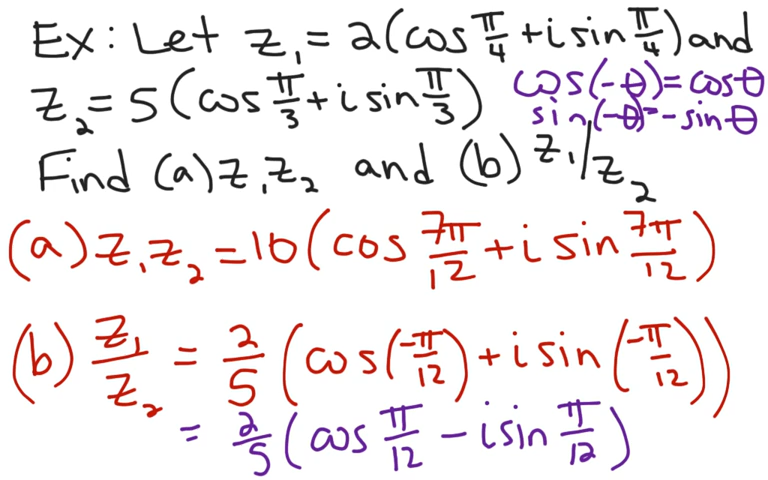 Ex: Let z₁ = 2(cos π/4 + i sin π/4) and
z₂ = 5(cos π/3 + i sin π/3)
cos(-θ) = cosθ
sin(-θ) = -sinθ
Find (a) z₁z₂ and (b) z₁/z₂
(a) z₁z₂ = 10(cos 7π/12 + i sin 7π/12)
(b) z₁/z₂ = 2/5 (cos(-π/12) + i sin(-π/12))
= 2/5 (cos π/12 - i sin π/12)